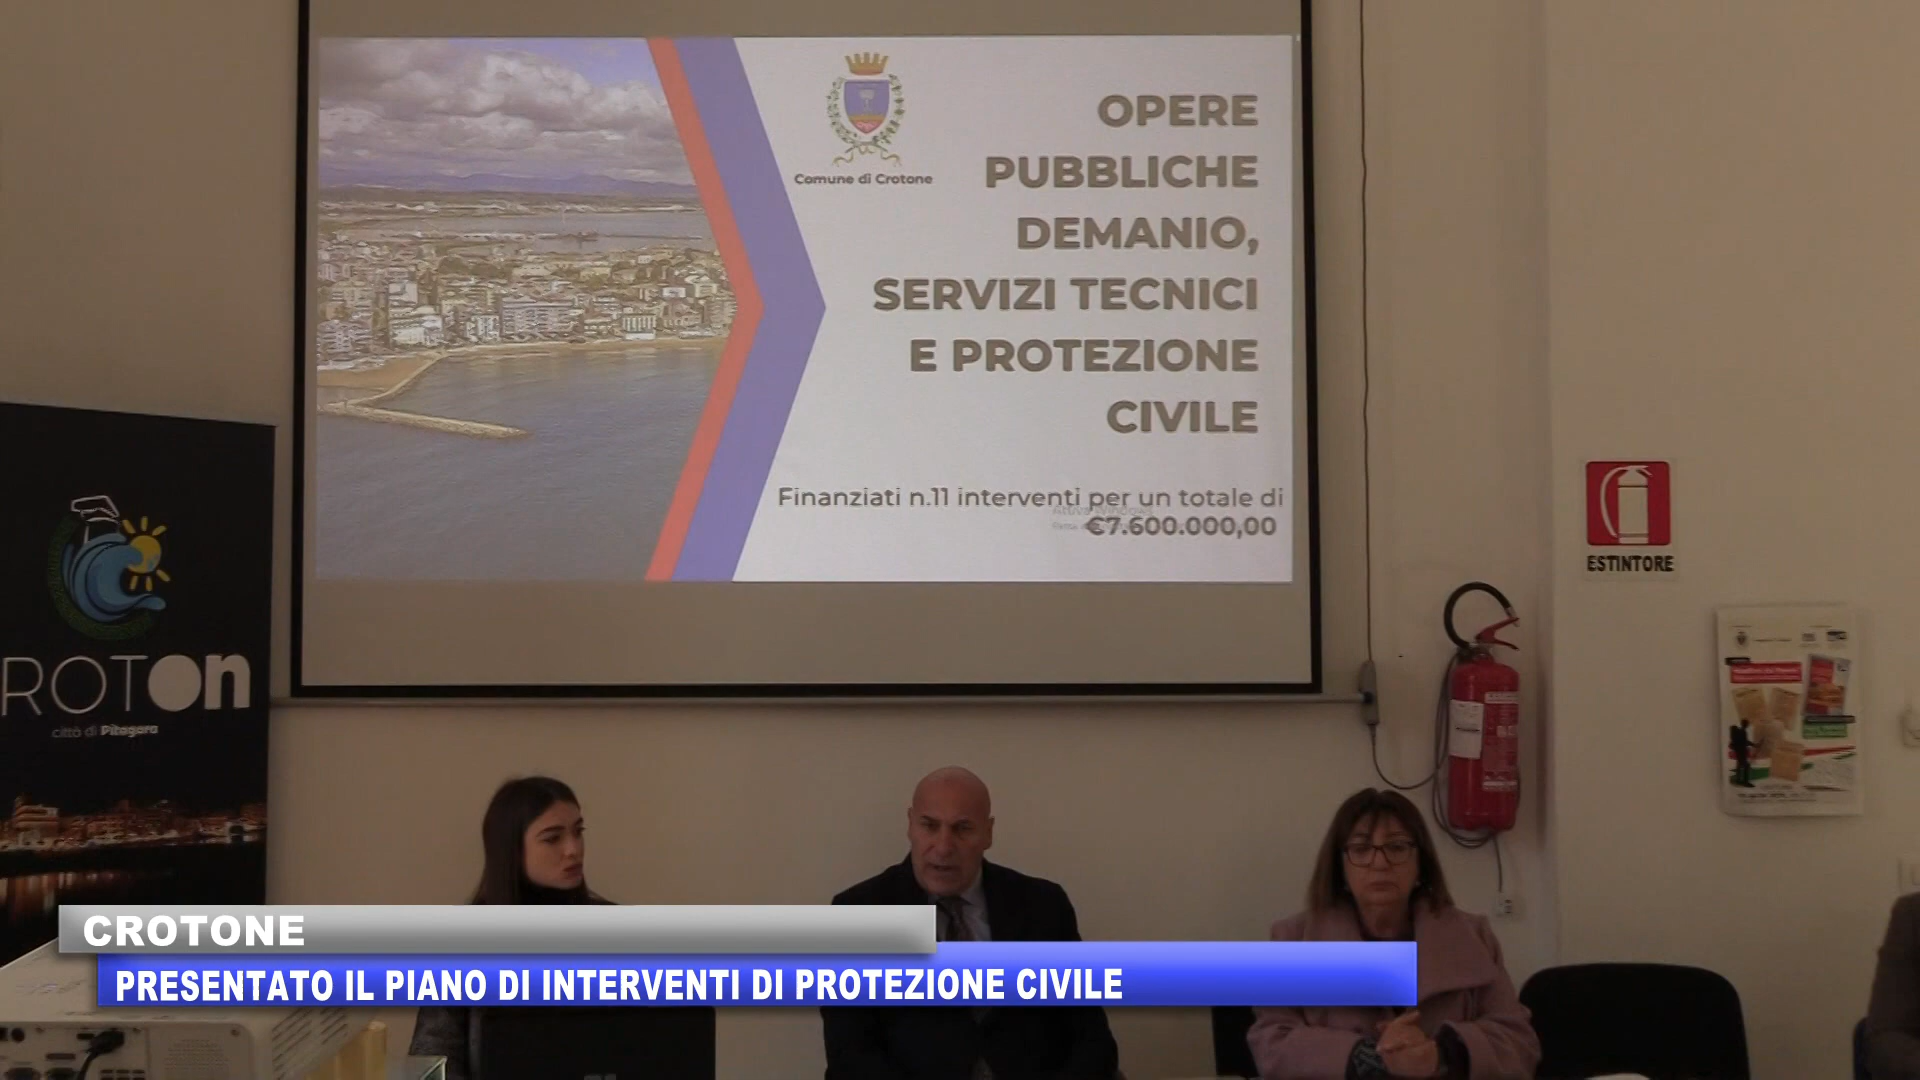 Comune di Crotone
OPERE
PUBBLICHE
DEMANIO,
SERVIZI TECNICI
E PROTEZIONE
CIVILE
Finanziati n.11 interventi per un totale di
€7.600.000,00
ROTon
città di Pitagora
ESTINTORE
CROTONE
PRESENTATO IL PIANO DI INTERVENTI DI PROTEZIONE CIVILE